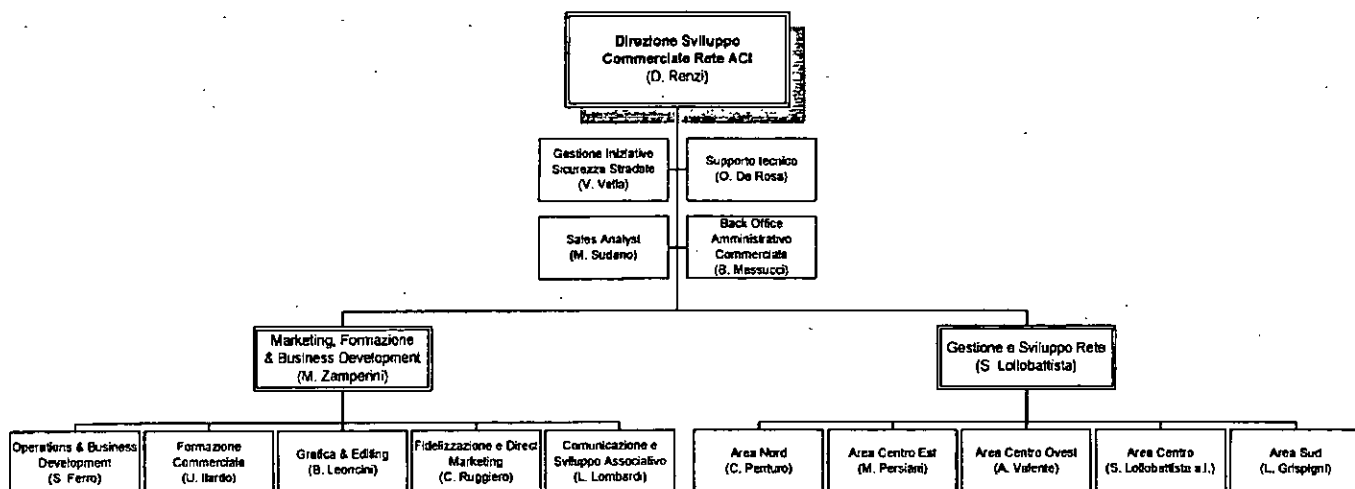 Direzione Sviluppo
Commerciale Rete ACI
(D. Renzi)
Gestione Iniziative
Sicurezza Stradale
(V. Vella)
Supporto tecnico
(O. De Rosa)
Sales Analyst
(M. Sudano)
Back Office
Amministrativo
Commerciale
(B. Massucci)
Marketing, Formazione
& Business Development
(M. Zamperini)
Gestione e Sviluppo Rete
(S. Lollobattista)
Operations & Business
Development
(S. Ferro)
Formazione
Commerciale
(U. Ilardo)
Grafica & Editing
(B. Leoncini)
Fidelizzazione e Direct
Marketing
(C. Ruggiero)
Comunicazione e
Sviluppo Associativo
(L. Lombardi)
Area Nord
(C. Penturo)
Area Centro Est
(M. Persiani)
Area Centro Ovest
(A. Valente)
Area Centro
(S. Lollobattista a.i.)
Area Sud
(L. Grispigni)